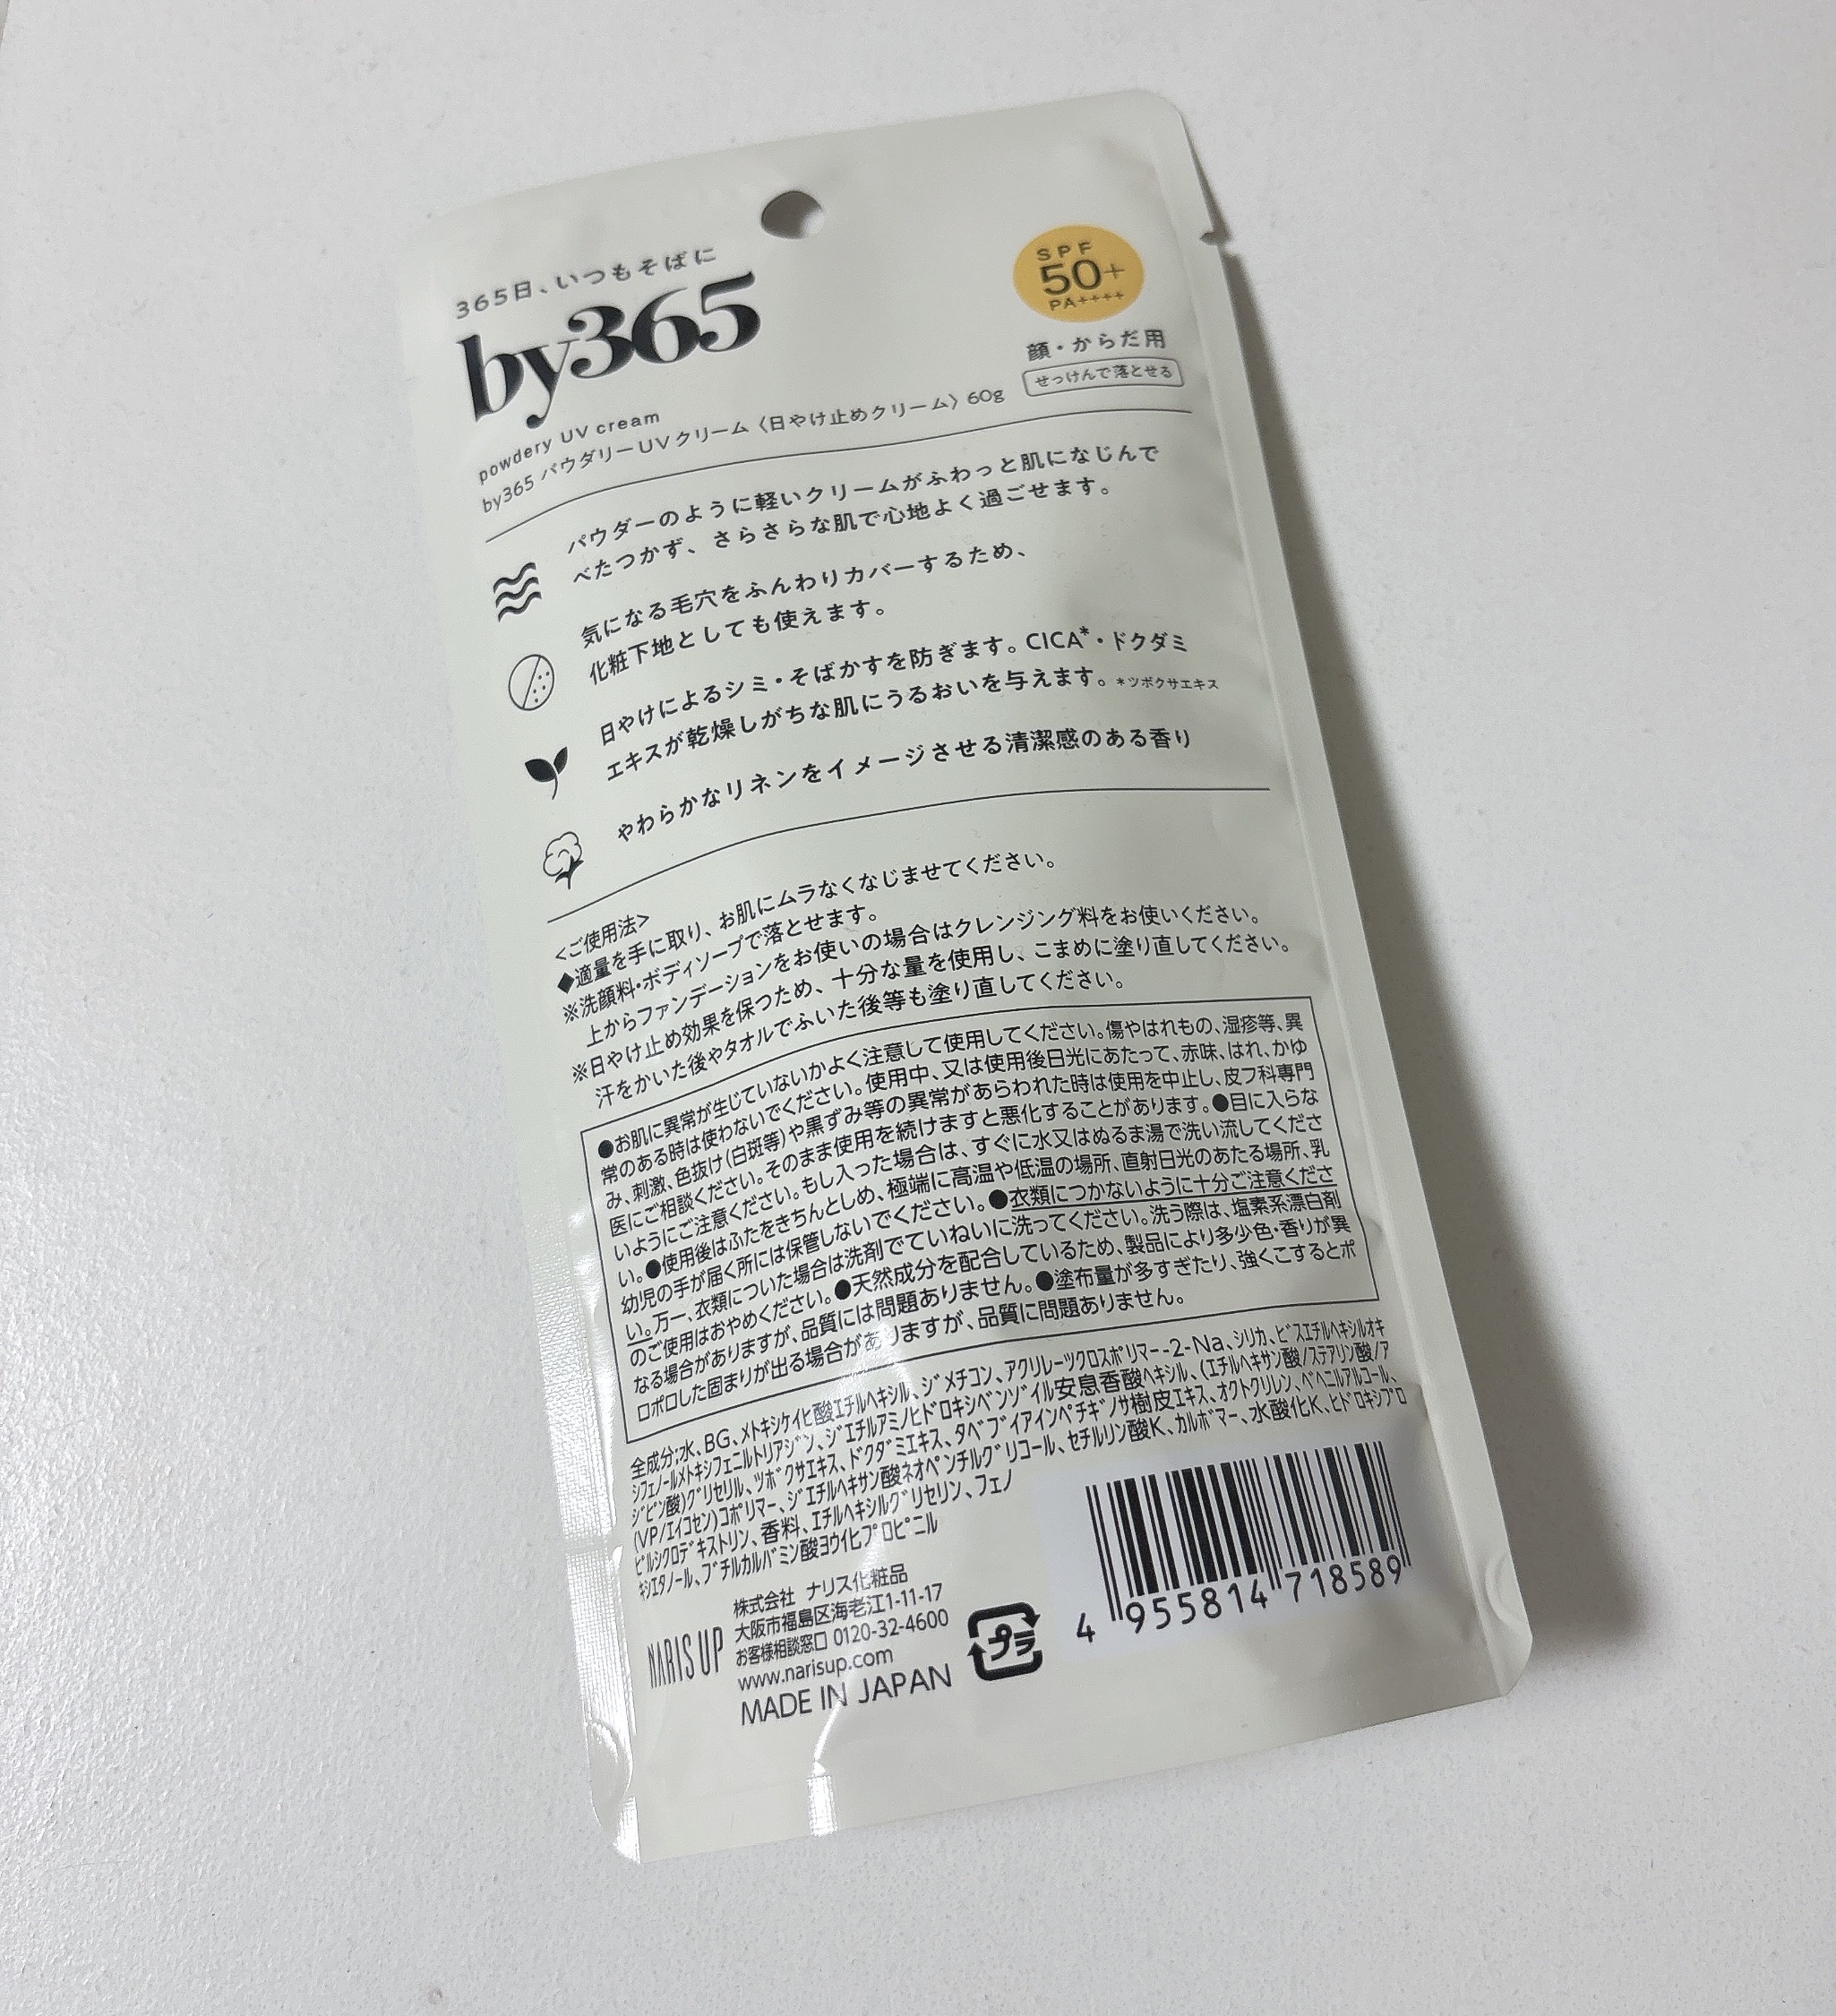 365日、いつもそばに
by365
powdery UV cream
by365 パウダリーUVクリーム〈日やけ止めクリーム〉60g
SPF
50+
PA++++
顔・からだ用
せっけんで落とせる
パウダーのように軽いクリームがふわっと肌になじんで
べたつかず、さらさらな肌で心地よく過ごせます。
気になる毛穴をふんわりカバーするため、
化粧下地としても使えます。
日やけによるシミ・そばかすを防ぎます。CICA*・ドクダミ
エキスが乾燥しがちな肌にうるおいを与えます。*ツボクサエキス
やわらかなリネンをイメージさせる清潔感のある香り
<ご使用法>
◆適量を手に取り、お肌にムラなくなじませてください。
※洗顔料・ボディソープで落とせます。
上からファンデーションをお使いの場合はクレンジング料をお使いください。
※日やけ止め効果を保つため、十分な量を使用し、こまめに塗り直してください。
汗をかいた後やタオルでふいた後等も塗り直してください。
●お肌に異常が生じていないかよく注意して使用してください。傷やはれもの、湿疹等、異
常のある時は使わないでください。使用中、又は使用後日光にあたって、赤味、はれ、かゆ
み、刺激、色抜け(白斑等)や黒ずみ等の異常があらわれた時は使用を中止し、皮フ科専門
医にご相談ください。そのまま使用を続けますと悪化することがあります。●目に入らな
いようにご注意ください。もし入った場合は、すぐに水又はぬるま湯で洗い流してくださ
い。●使用後はふたをきちんとしめ、極端に高温や低温の場所、直射日光のあたる場所、乳
幼児の手が届く所には保管しないでください。●衣類につかないように十分ご注意くださ
い。万一、衣類についた場合は洗剤でていねいに洗ってください。洗う際は、塩素系漂白剤
のご使用はおやめください。●天然成分を配合しているため、製品により多少色・香りが異
なる場合がありますが、品質には問題ありません。●塗布量が多すぎたり、強くこするとポ
ロポロした固まりが出る場合がありますが、品質に問題ありません。
全成分;水、BG、メトキシケイヒ酸エチルヘキシル、ジメチコン、アクリレーツクロスポリマー-2-Na、シリカ、ビスエチルヘキシルオキ
シフェノールメトキシフェニルトリアジン、ジエチルアミノヒドロキシベンゾイル安息香酸ヘキシル、(エチルヘキサン酸/ステアリン酸/ア
ジピン酸)グリセリル、ツボクサエキス、ドクダミエキス、タベブイアインペチギノサ樹皮エキス、オクトクリレン、ベヘニルアルコール、
(VP/エイコセン)コポリマー、ジエチルヘキサン酸ネオペンチルグリコール、セチルリン酸K、カルボマー、水酸化K、ヒドロキシプロ
ピルシクロデキストリン、香料、エチルヘキシルグリセリン、フェノ
キシエタノール、ブチルカルバミン酸ヨウ化プロピニル
NARIS UP
株式会社 ナリス化粧品
大阪市福島区海老江1-11-17
お客様相談窓口 0120-32-4600
www.narisup.com
MADE IN JAPAN
プラ
4 955814 718589